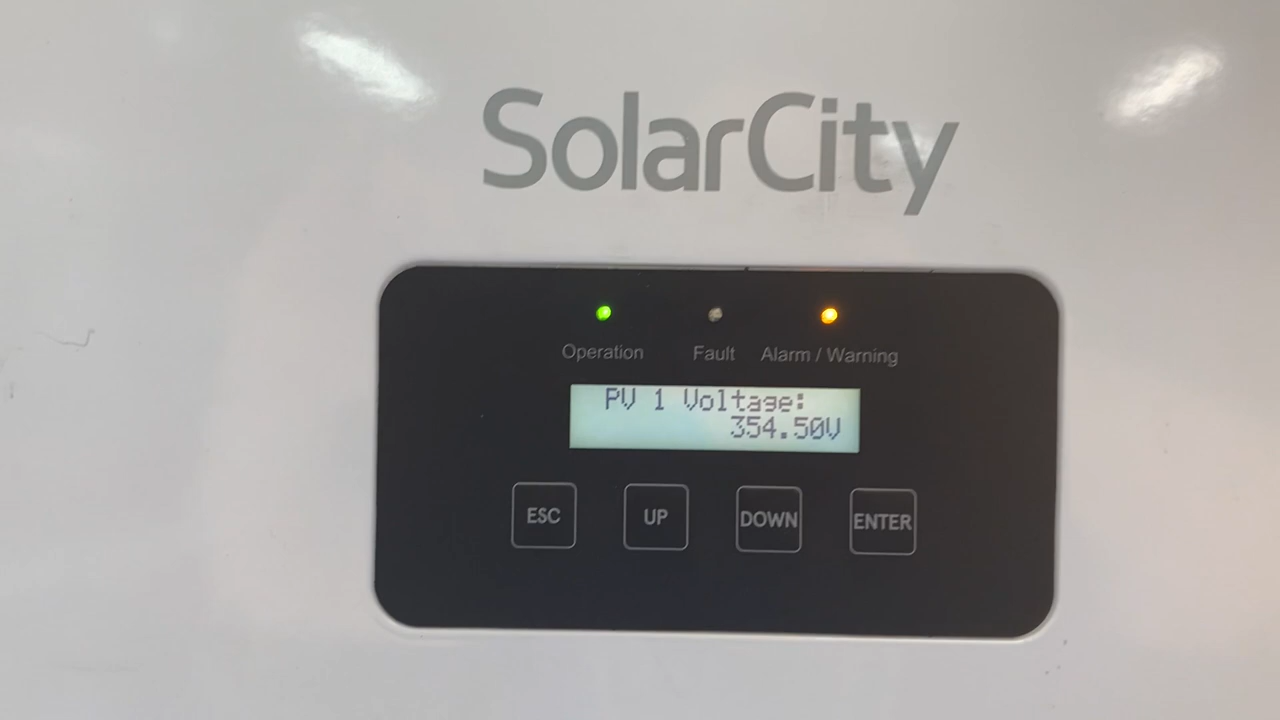 SolarCity
Operation Fault Alarm / Warning
PV 1 Voltage:
354.50V
ESC UP DOWN ENTER